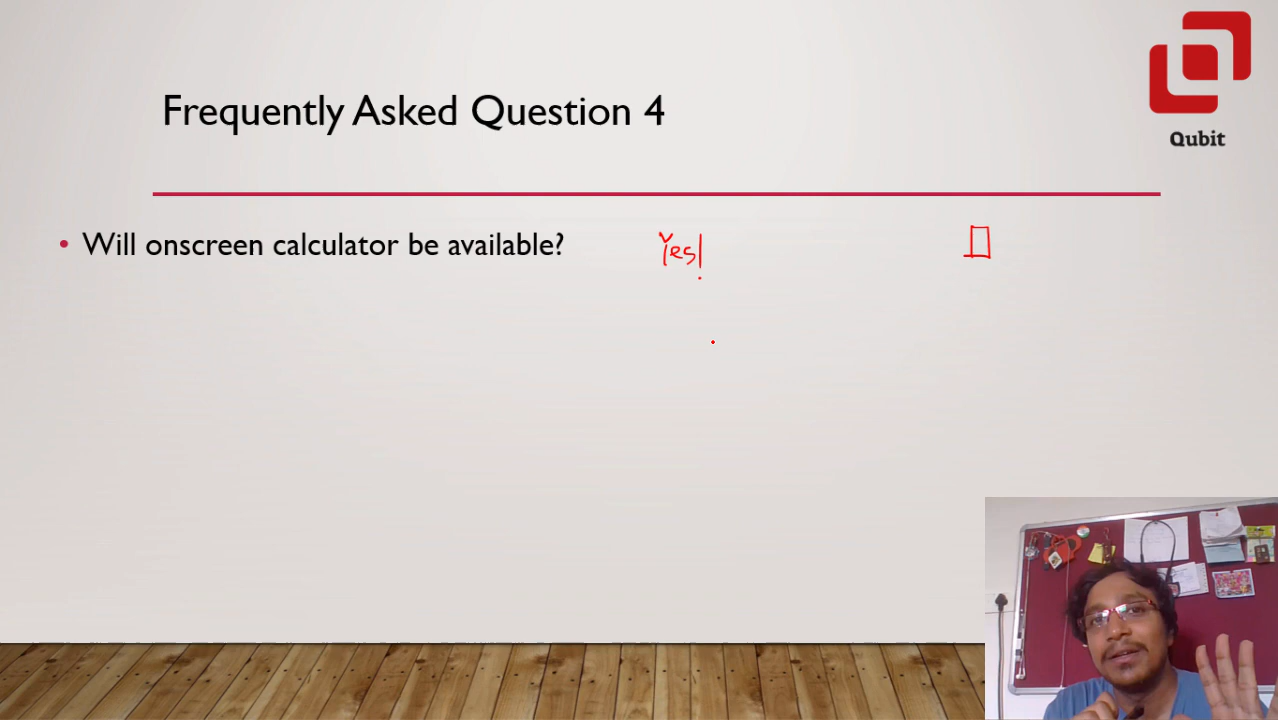 Qubit
Frequently Asked Question 4
• Will onscreen calculator be available? Yes!